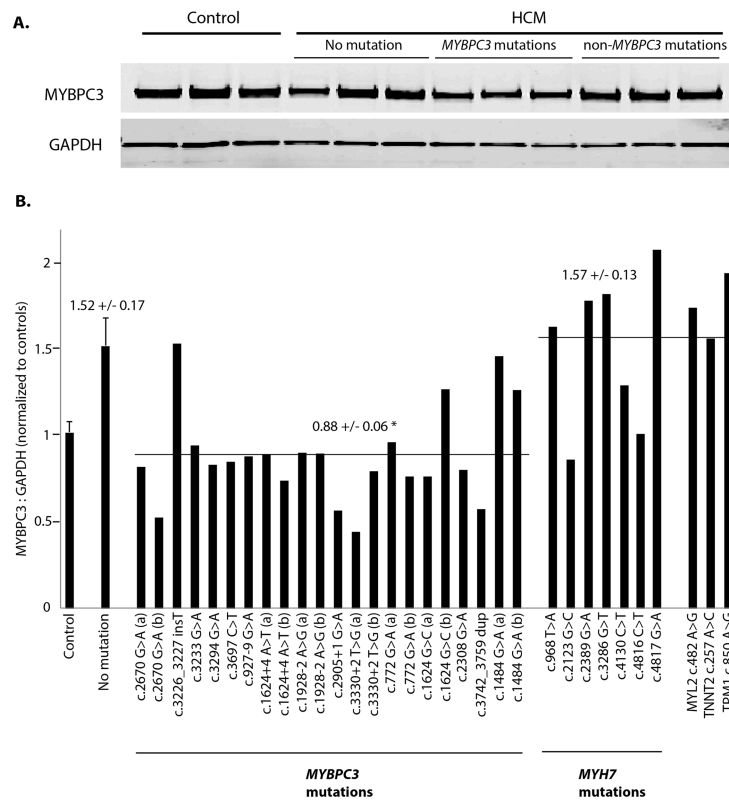 A.
Control
HCM
No mutation
MYBPC3 mutations
non-MYBPC3 mutations
MYBPC3
GAPDH
B.
MYBPC3 : GAPDH (normalized to controls)
2
1.5
1
0.5
0
1.52 +/- 0.17
0.88 +/- 0.06 *
1.57 +/- 0.13
Control
No mutation
c.2670 G>A (a)
c.2670 G>A (b)
c.3226_3227 insT
c.3233 G>A
c.3294 G>A
c.3697 C>T
c.927-9 G>A
c.1624+4 A>T (a)
c.1624+4 A>T (b)
c.1928-2 A>G (a)
c.1928-2 A>G (b)
c.2905+1 G>A
c.3330+2 T>G (a)
c.3330+2 T>G (b)
c.772 G>A (a)
c.772 G>A (b)
c.1624 G>C (a)
c.1624 G>C (b)
c.2308 G>A
c.3742_3759 dup
c.1484 G>A (a)
c.1484 G>A (b)
c.968 T>A
c.2123 G>C
c.2389 G>A
c.3286 G>T
c.4130 C>T
c.4816 C>T
c.4817 G>A
MYL2 c.482 A>G
TNNT2 c.257 A>C
TPM1 c.850 A>G
MYBPC3
mutations
MYH7
mutations